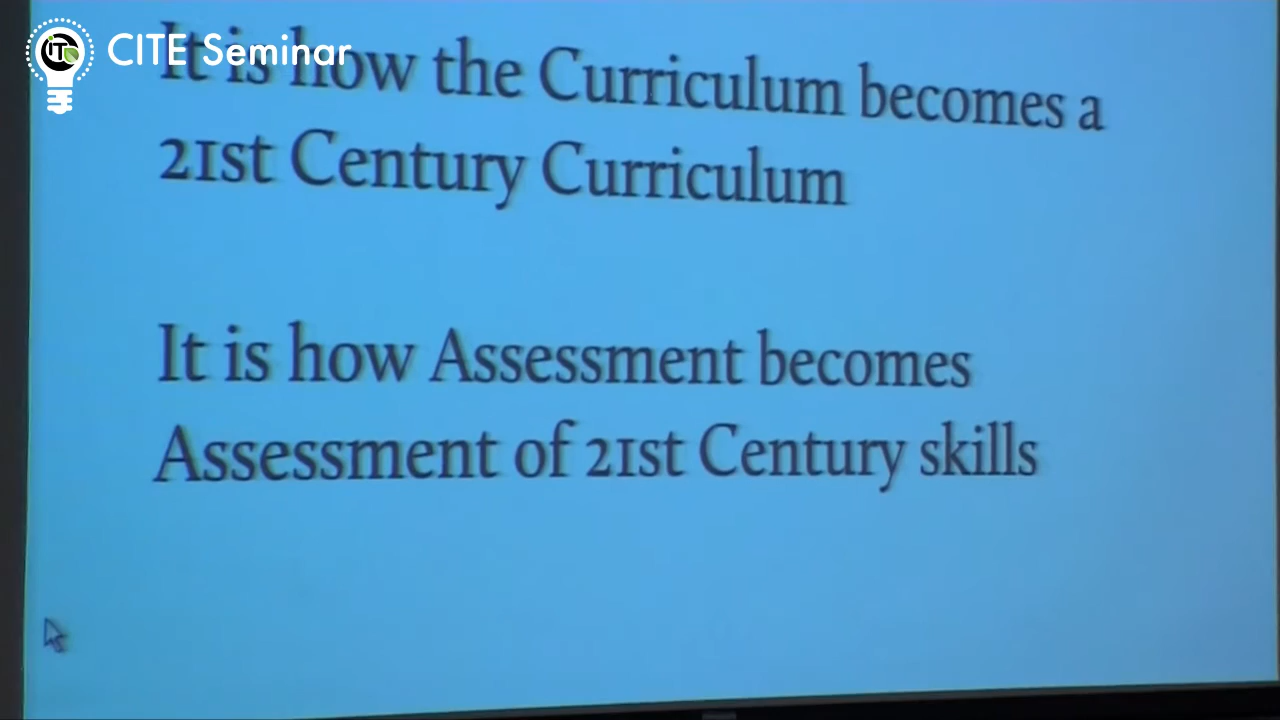 CITE Seminar
It is how the Curriculum becomes a
21st Century Curriculum
It is how Assessment becomes
Assessment of 21st Century skills